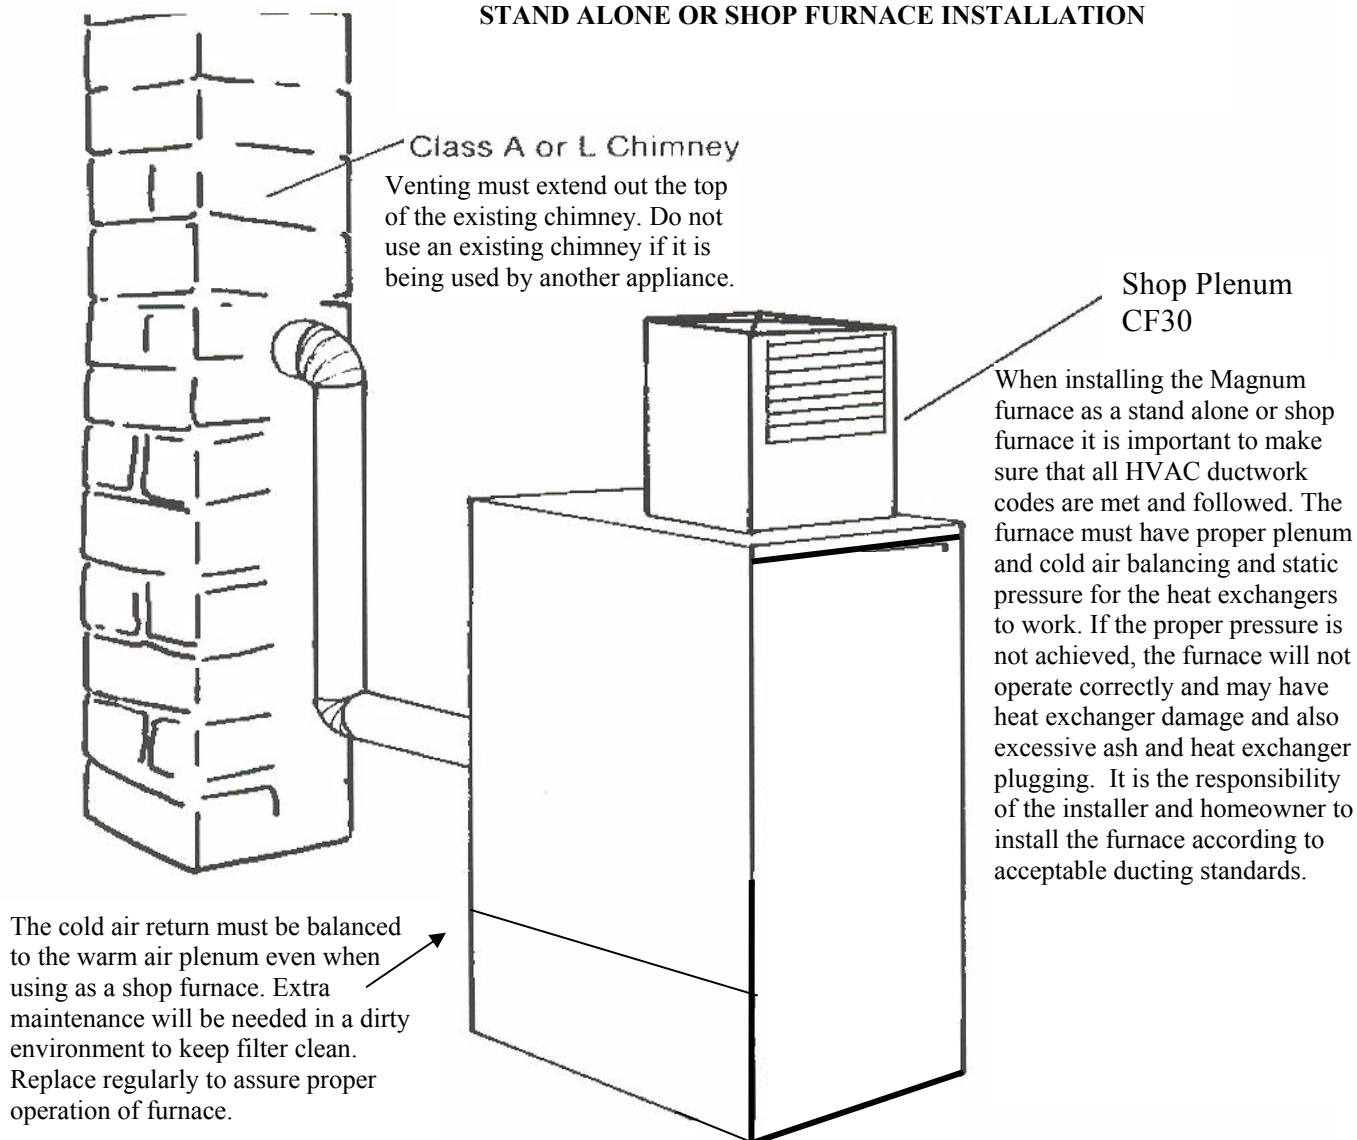 STAND ALONE OR SHOP FURNACE INSTALLATION
Class A or L Chimney
Venting must extend out the top
of the existing chimney. Do not
use an existing chimney if it is
being used by another appliance.
Shop Plenum
CF30
When installing the Magnum
furnace as a stand alone or shop
furnace it is important to make
sure that all HVAC ductwork
codes are met and followed. The
furnace must have proper plenum
and cold air balancing and static
pressure for the heat exchangers
to work. If the proper pressure is
not achieved, the furnace will not
operate correctly and may have
heat exchanger damage and also
excessive ash and heat exchanger
plugging.  It is the responsibility
of the installer and homeowner to
install the furnace according to
acceptable ducting standards.
The cold air return must be balanced
to the warm air plenum even when
using as a shop furnace. Extra
maintenance will be needed in a dirty
environment to keep filter clean.
Replace regularly to assure proper
operation of furnace.